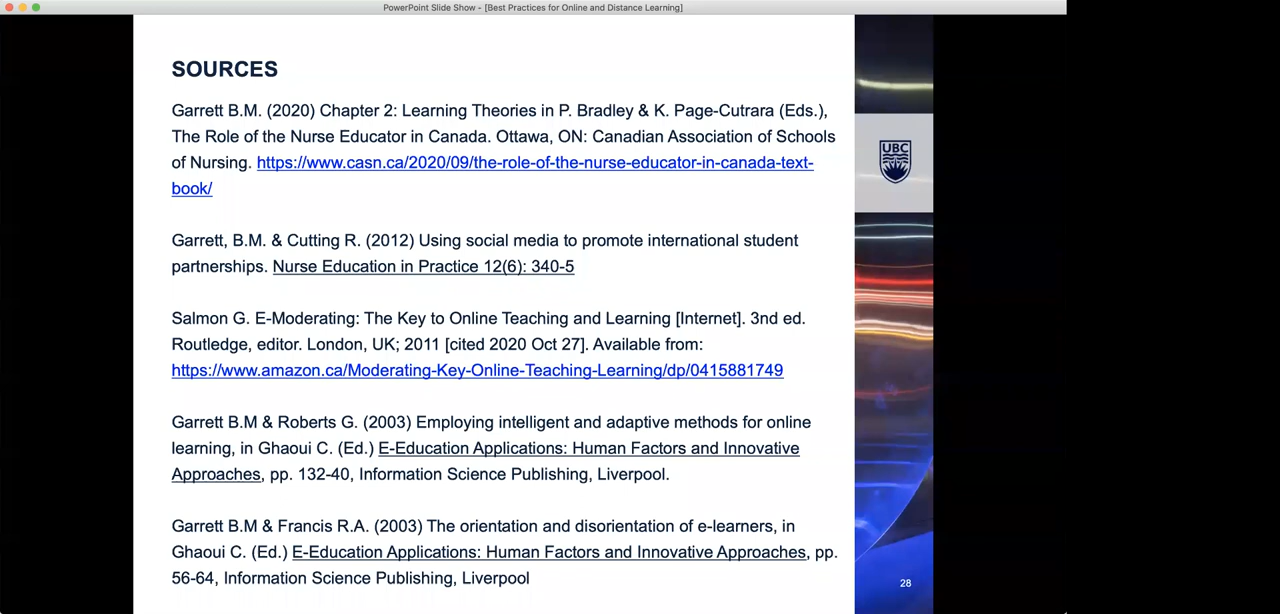 PowerPoint Slide Show - [Best Practices for Online and Distance Learning]
SOURCES
Garrett B.M. (2020) Chapter 2: Learning Theories in P. Bradley & K. Page-Cutrara (Eds.),
The Role of the Nurse Educator in Canada. Ottawa, ON: Canadian Association of Schools
of Nursing. https://www.casn.ca/2020/09/the-role-of-the-nurse-educator-in-canada-text-
book/
Garrett, B.M. & Cutting R. (2012) Using social media to promote international student
partnerships. Nurse Education in Practice 12(6): 340-5
Salmon G. E-Moderating: The Key to Online Teaching and Learning [Internet]. 3nd ed.
Routledge, editor. London, UK; 2011 [cited 2020 Oct 27]. Available from:
https://www.amazon.ca/Moderating-Key-Online-Teaching-Learning/dp/0415881749
Garrett B.M & Roberts G. (2003) Employing intelligent and adaptive methods for online
learning, in Ghaoui C. (Ed.) E-Education Applications: Human Factors and Innovative
Approaches, pp. 132-40, Information Science Publishing, Liverpool.
Garrett B.M & Francis R.A. (2003) The orientation and disorientation of e-learners, in
Ghaoui C. (Ed.) E-Education Applications: Human Factors and Innovative Approaches, pp.
56-64, Information Science Publishing, Liverpool
UBC
28